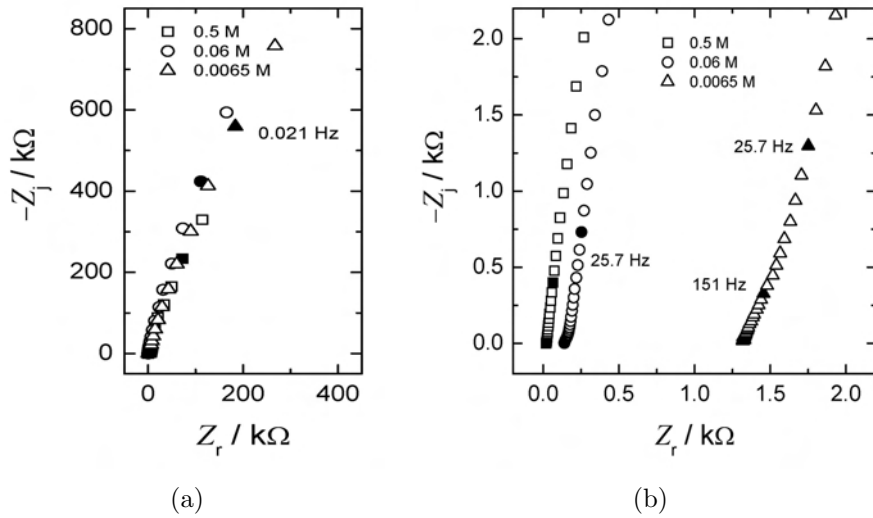 800
600
400
200
0
0
200
400
0.5 M
0.06 M
0.0065 M
0.021 Hz
−Z_j / kΩ
Z_r / kΩ
(a)
2.0
1.5
1.0
0.5
0.0
0.0
0.5
1.0
1.5
2.0
0.5 M
0.06 M
0.0065 M
25.7 Hz
25.7 Hz
151 Hz
−Z_j / kΩ
Z_r / kΩ
(b)